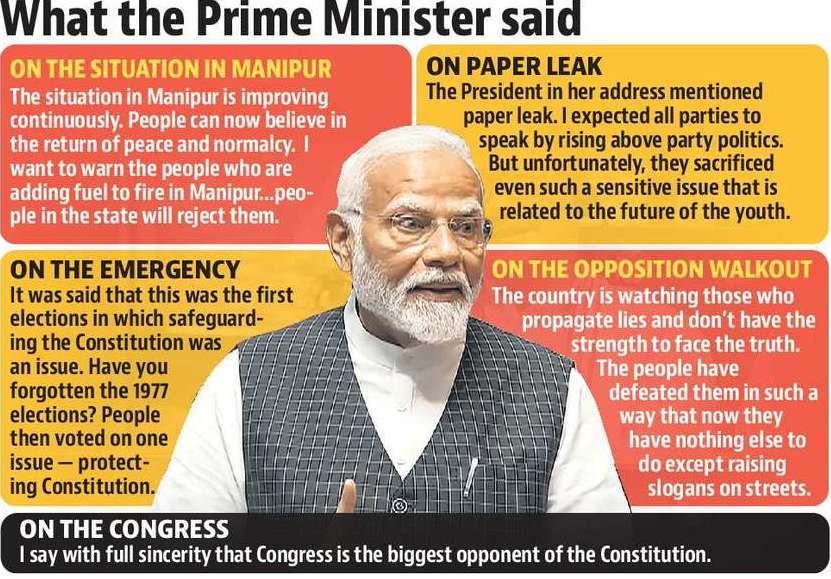 What the Prime Minister said
ON THE SITUATION IN MANIPUR
The situation in Manipur is improving
continuously. People can now believe in
the return of peace and normalcy. I
want to warn the people who are
adding fuel to fire in Manipur...peo-
ple in the state will reject them.
ON PAPER LEAK
The President in her address mentioned
paper leak. I expected all parties to
speak by rising above party politics.
But unfortunately, they sacrificed
even such a sensitive issue that is
related to the future of the youth.
ON THE EMERGENCY
It was said that this was the first
elections in which safeguard-
ing the Constitution was
an issue. Have you
forgotten the 1977
elections? People
then voted on one
issue — protect-
ing Constitution.
ON THE OPPOSITION WALKOUT
The country is watching those who
propagate lies and don't have the
strength to face the truth.
The people have
defeated them in such a
way that now they
have nothing else to
do except raising
slogans on streets.
ON THE CONGRESS
I say with full sincerity that Congress is the biggest opponent of the Constitution.